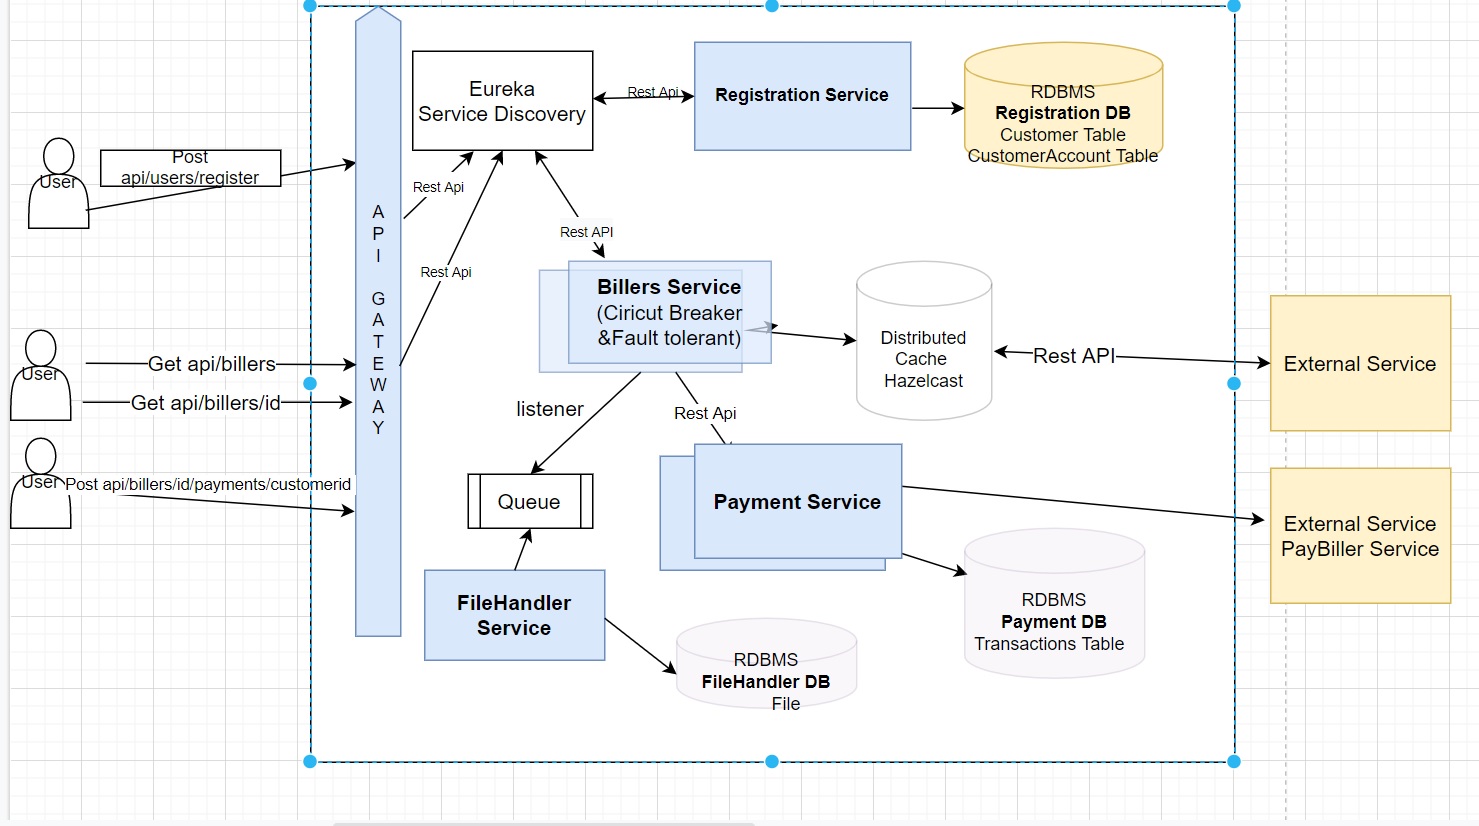 Eureka
Service Discovery
Rest Api
Registration Service
RDBMS
Registration DB
Customer Table
CustomerAccount Table
User
Post
api/users/register
Rest Api
A
P
I
G
A
T
E
W
A
Y
Rest API
Rest Api
Billers Service
(Ciricut Breaker
&Fault tolerant)
Distributed
Cache
Hazelcast
Rest API
External Service
User
Get api/billers
Get api/billers/id
listener
Rest Api
User
Post api/billers/id/payments/customerid
Queue
Payment Service
External Service
PayBiller Service
FileHandler
Service
RDBMS
Payment DB
Transactions Table
RDBMS
FileHandler DB
File